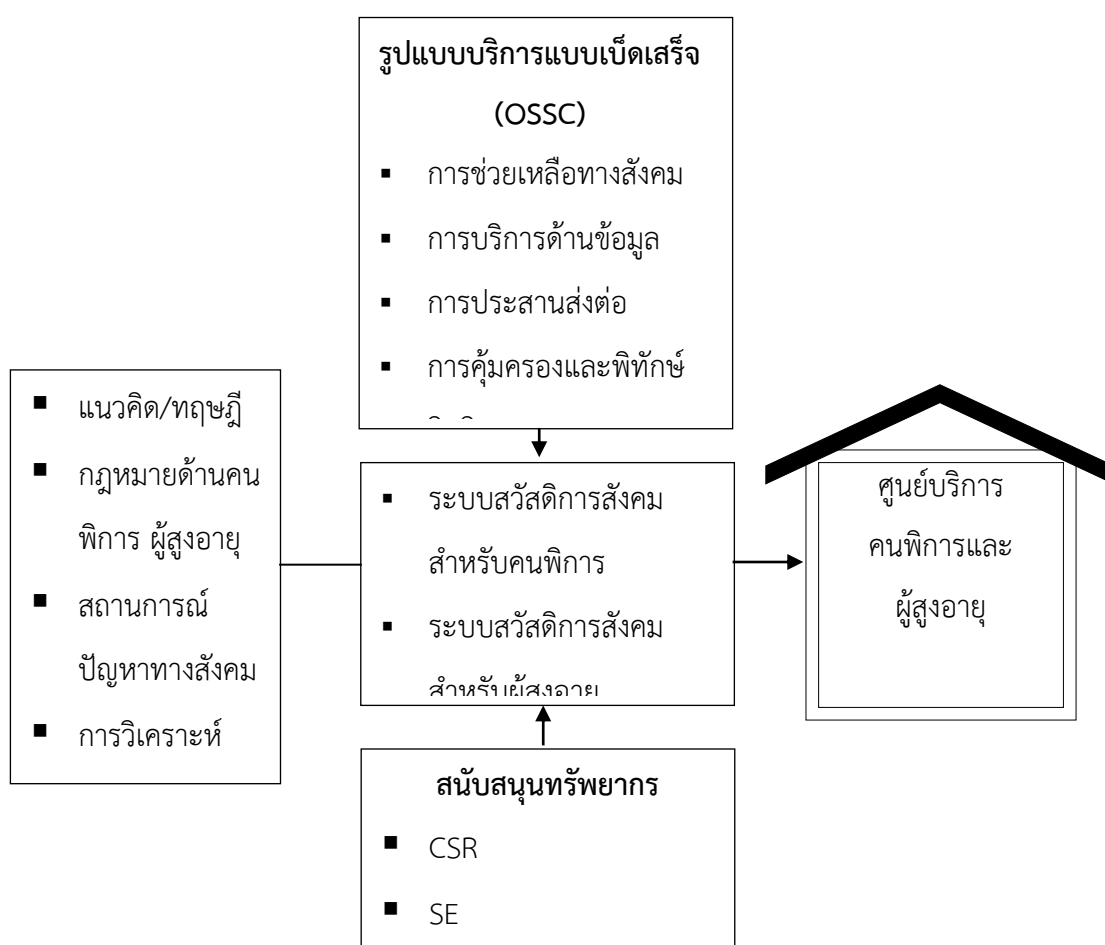 รูปแบบบริการแบบเบ็ดเสร็จ
(OSSC)
▪ การช่วยเหลือทางสังคม
▪ การบริการด้านข้อมูล
▪ การประสานส่งต่อ
▪ การคุ้มครองและพิทักษ์
▪ แนวคิด/ทฤษฎี
▪ กฎหมายด้านคน
พิการ ผู้สูงอายุ
▪ สถานการณ์
ปัญหาทางสังคม
▪ การวิเคราะห์
▪ ระบบสวัสดิการสังคม
สำหรับคนพิการ
▪ ระบบสวัสดิการสังคม
สำหรับผู้สูงอายุ
ศูนย์บริการ
คนพิการและ
ผู้สูงอายุ
สนับสนุนทรัพยากร
▪ CSR
▪ SE